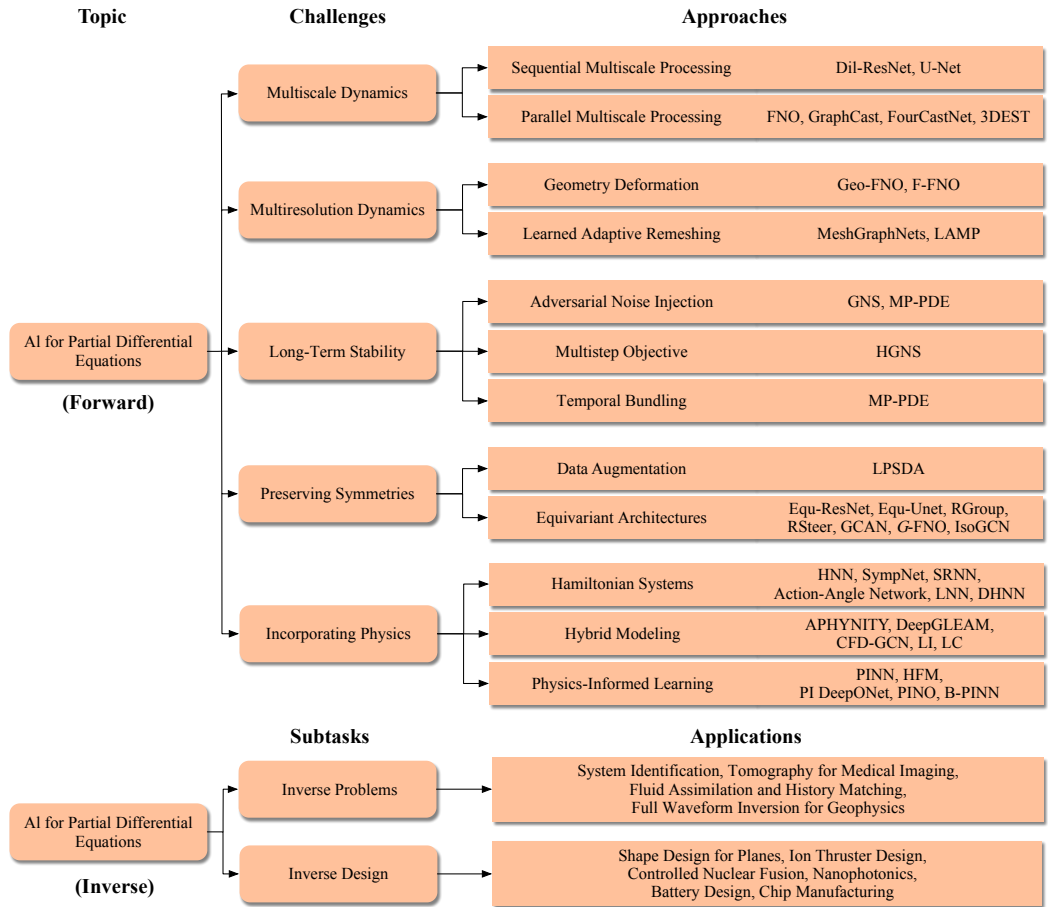 Topic
Challenges
Approaches
Multiscale Dynamics
Sequential Multiscale Processing
Dil-ResNet, U-Net
Parallel Multiscale Processing
FNO, GraphCast, FourCastNet, 3DEST
Multiresolution Dynamics
Geometry Deformation
Geo-FNO, F-FNO
Learned Adaptive Remeshing
MeshGraphNets, LAMP
AI for Partial Differential
Equations
(Forward)
Long-Term Stability
Adversarial Noise Injection
GNS, MP-PDE
Multistep Objective
HGNS
Temporal Bundling
MP-PDE
Preserving Symmetries
Data Augmentation
LPSDA
Equivariant Architectures
Equ-ResNet, Equ-Unet, RGroup,
RSteer, GCAN, G-FNO, IsoGCN
Incorporating Physics
Hamiltonian Systems
HNN, SympNet, SRNN,
Action-Angle Network, LNN, DHNN
Hybrid Modeling
APHYNITY, DeepGLEAM,
CFD-GCN, LI, LC
Physics-Informed Learning
PINN, HFM,
PI DeepONet, PINO, B-PINN
Subtasks
Applications
AI for Partial Differential
Equations
(Inverse)
Inverse Problems
System Identification, Tomography for Medical Imaging,
Fluid Assimilation and History Matching,
Full Waveform Inversion for Geophysics
Inverse Design
Shape Design for Planes, Ion Thruster Design,
Controlled Nuclear Fusion, Nanophotonics,
Battery Design, Chip Manufacturing